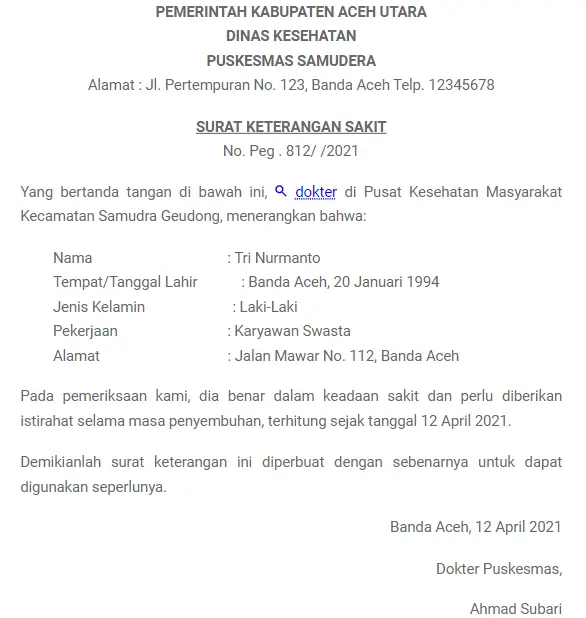 PEMERINTAH KABUPATEN ACEH UTARA
DINAS KESEHATAN
PUSKESMAS SAMUDERA
Alamat : Jl. Pertempuran No. 123, Banda Aceh Telp. 12345678
SURAT KETERANGAN SAKIT
No. Peg . 812/ /2021
Yang bertanda tangan di bawah ini, dokter di Pusat Kesehatan Masyarakat
Kecamatan Samudra Geudong, menerangkan bahwa:
Nama : Tri Nurmanto
Tempat/Tanggal Lahir : Banda Aceh, 20 Januari 1994
Jenis Kelamin : Laki-Laki
Pekerjaan : Karyawan Swasta
Alamat : Jalan Mawar No. 112, Banda Aceh
Pada pemeriksaan kami, dia benar dalam keadaan sakit dan perlu diberikan
istirahat selama masa penyembuhan, terhitung sejak tanggal 12 April 2021.
Demikianlah surat keterangan ini diperbuat dengan sebenarnya untuk dapat
digunakan seperlunya.
Banda Aceh, 12 April 2021
Dokter Puskesmas,
Ahmad Subari